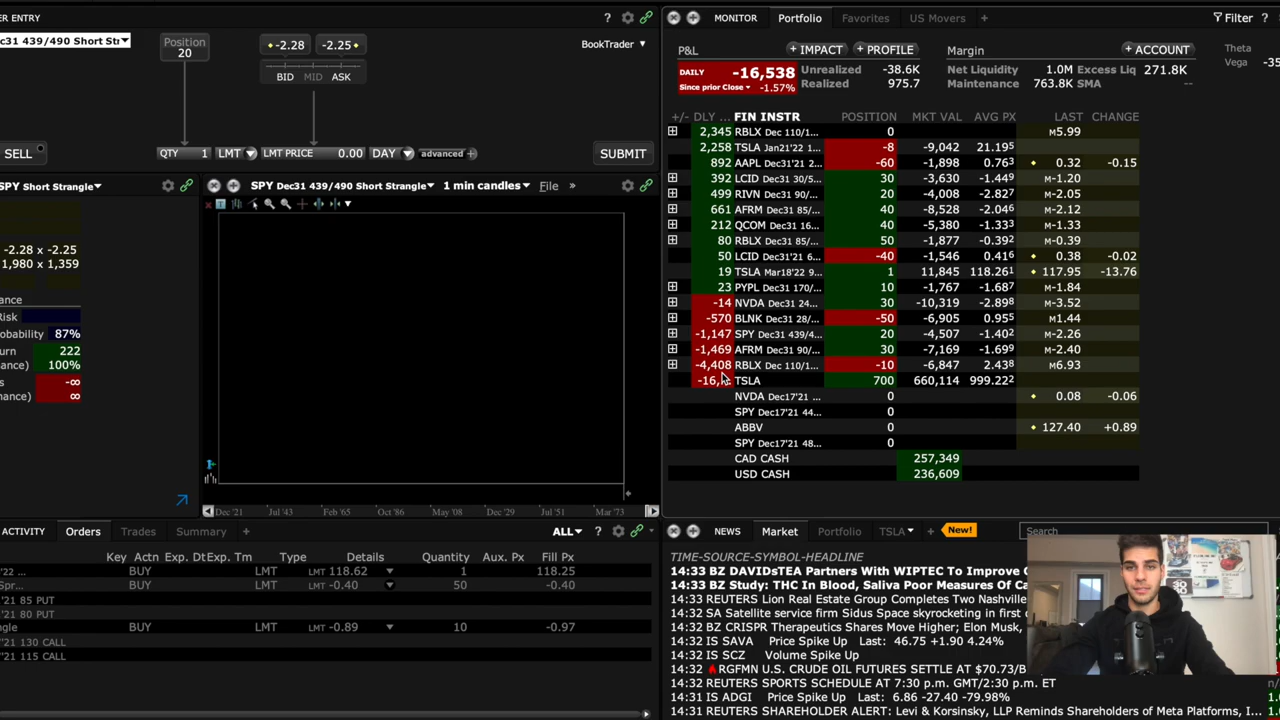 ER ENTRY
?
ec31 439/490 Short Strangle
Position
20
-2.28 -2.25
BID MID ASK
BookTrader
SELL
QTY 1 LMT LMT PRICE 0.00 DAY advanced SUBMIT
SPY Short Strangle
SPY Dec31 439/490 Short Strangle 1 min candles File »
-2.28 x -2.25
1,980 x 1,359
ance
Risk
robability 87%
urn 222
ance) 100%
s -∞
ance) -∞
Dec'21 Jul'43 Feb'65 Oct'86 May'08 Dec'29 Jul'51 Mar'73
ACTIVITY Orders Trades Summary + ALL ?
Key Actn Exp. Dt Exp. Tm Type Details Quantity Aux. Px Fill Px
'22 ... BUY LMT LMT 118.62 1 118.25
Spr... BUY LMT LMT -0.40 50 -0.40
'21 85 PUT
'21 80 PUT
ngle BUY LMT LMT -0.89 10 -0.97
'21 130 CALL
'21 115 CALL
MONITOR Portfolio Favorites US Movers + Filter ?
P&L + IMPACT + PROFILE Margin + ACCOUNT Theta
DAILY -16,538 Unrealized -38.6K Net Liquidity 1.0M Excess Liq 271.8K Vega -35
Since prior Close -1.57% Realized 975.7 Maintenance 763.8K SMA --
+/- DLY ... FIN INSTR POSITION MKT VAL AVG PX LAST CHANGE
2,345 RBLX Dec 110/1... 0 M5.99
2,258 TSLA Jan21'22 1... -8 -9,042 21.195
892 AAPL Dec31'21 2... -60 -1,898 0.763 0.32 -0.15
392 LCID Dec31 30/5... 30 -3,630 -1.449 M-1.20
499 RIVN Dec31 90/... 20 -4,008 -2.827 M-2.05
661 AFRM Dec31 85/... 40 -8,528 -2.046 M-2.12
212 QCOM Dec31 16... 40 -5,380 -1.333 M-1.33
80 RBLX Dec31 85/... 50 -1,877 -0.392 M-0.39
50 LCID Dec31'21 6... -40 -1,546 0.416 0.38 -0.02
19 TSLA Mar18'22 9... 1 11,845 118.261 117.95 -13.76
23 PYPL Dec31 170/... 10 -1,767 -1.687 M-1.84
-14 NVDA Dec31 24... 30 -10,319 -2.898 M-3.52
-570 BLNK Dec31 28/... -50 -6,905 0.955 M1.44
-1,147 SPY Dec31 439/4... 20 -4,507 -1.402 M-2.26
-1,469 AFRM Dec31 90/... 30 -7,169 -1.699 M-2.40
-4,408 RBLX Dec 110/1... -10 -6,847 2.438 M6.93
-16, TSLA 700 660,114 999.222
NVDA Dec17'21 ... 0 0.08 -0.06
SPY Dec17'21 44... 0
ABBV 0 127.40 +0.89
SPY Dec17'21 48... 0
CAD CASH 257,349
USD CASH 236,609
NEWS Market Portfolio TSLA + New! Search
TIME-SOURCE-SYMBOL-HEADLINE
14:33 BZ DAVIDsTEA Partners With WIPTEC To Improve
14:33 BZ Study: THC In Blood, Saliva Poor Measures Of Ca
14:33 REUTERS Lion Real Estate Group Completes Two Nashville
14:32 SA Satellite service firm Sidus Space skyrocketing in first
14:32 BZ CRISPR Therapeutics Shares Move Higher; Elon Musk,
14:32 IS SAVA Price Spike Up Last: 46.75 +1.90 4.24%
14:32 IS SCZ Volume Spike Up
14:32 RGFMN U.S. CRUDE OIL FUTURES SETTLE AT $70.73/B
14:32 REUTERS SPORTS SCHEDULE AT 7:30 p.m. GMT/2:30 p.m. ET
14:31 IS ADGI Price Spike Up Last: 6.86 -27.40 -79.98%
14:31 REUTERS SHAREHOLDER ALERT: Levi & Korsinsky, LLP Reminds Shareholders of Meta Platforms, I...